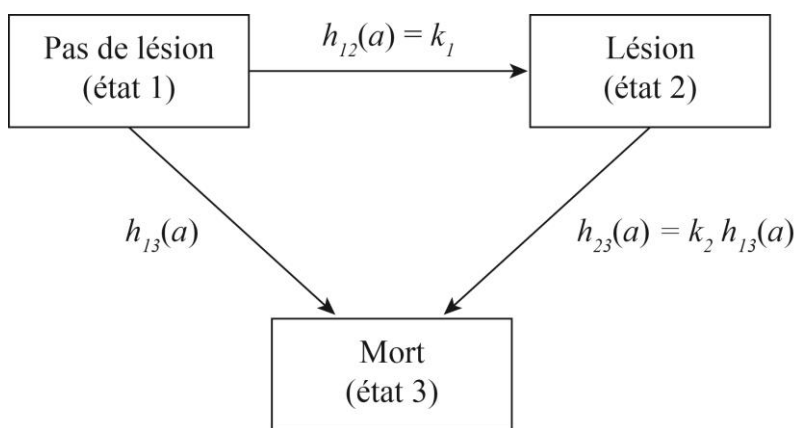 Pas de lésion
(état 1)
h₁₂(a) = k₁
Lésion
(état 2)
h₁₃(a)
h₂₃(a) = k₂ h₁₃(a)
Mort
(état 3)